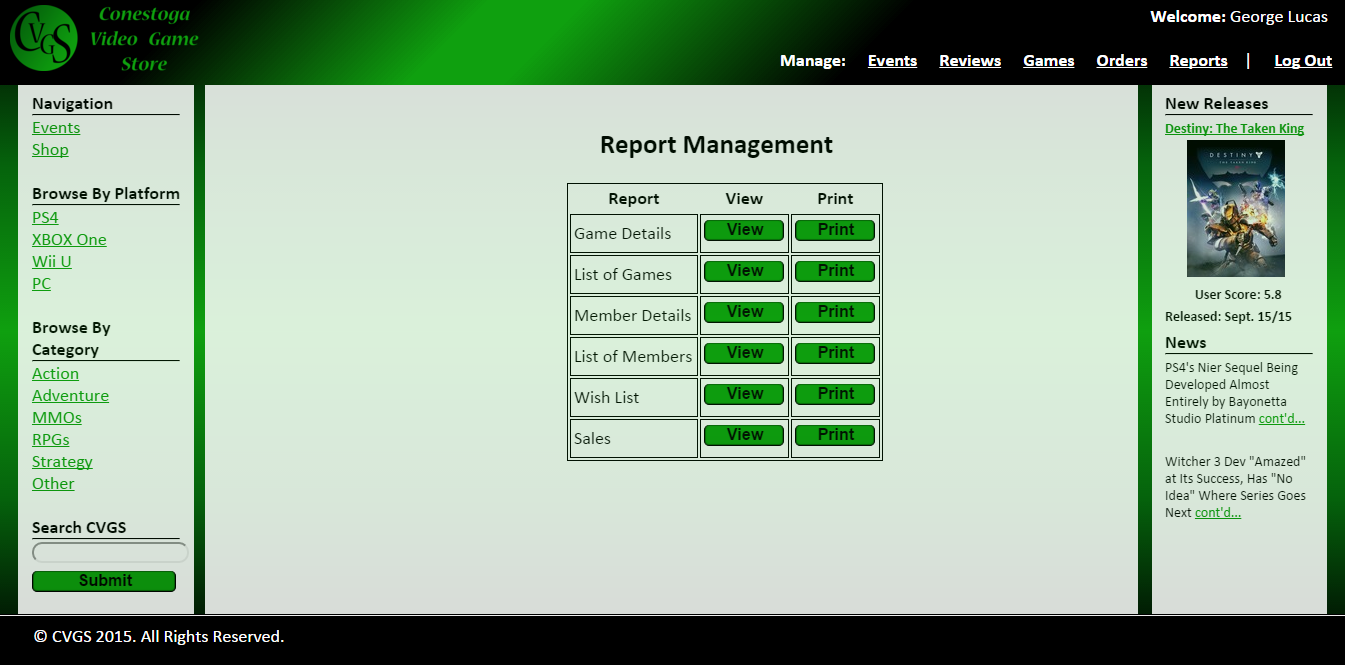 CVGS
Conestoga
Video Game
Store
Welcome: George Lucas
Manage: Events Reviews Games Orders Reports | Log Out
Navigation
Events
Shop
Browse By Platform
PS4
XBOX One
Wii U
PC
Browse By
Category
Action
Adventure
MMOs
RPGs
Strategy
Other
Search CVGS
Submit
Report Management
Report View Print
Game Details View Print
List of Games View Print
Member Details View Print
List of Members View Print
Wish List View Print
Sales View Print
New Releases
Destiny: The Taken King
DESTINY
THE TAKEN KING
User Score: 5.8
Released: Sept. 15/15
News
PS4's Nier Sequel Being
Developed Almost
Entirely by Bayonetta
Studio Platinum cont'd...
Witcher 3 Dev "Amazed"
at Its Success, Has "No
Idea" Where Series Goes
Next cont'd...
© CVGS 2015. All Rights Reserved.